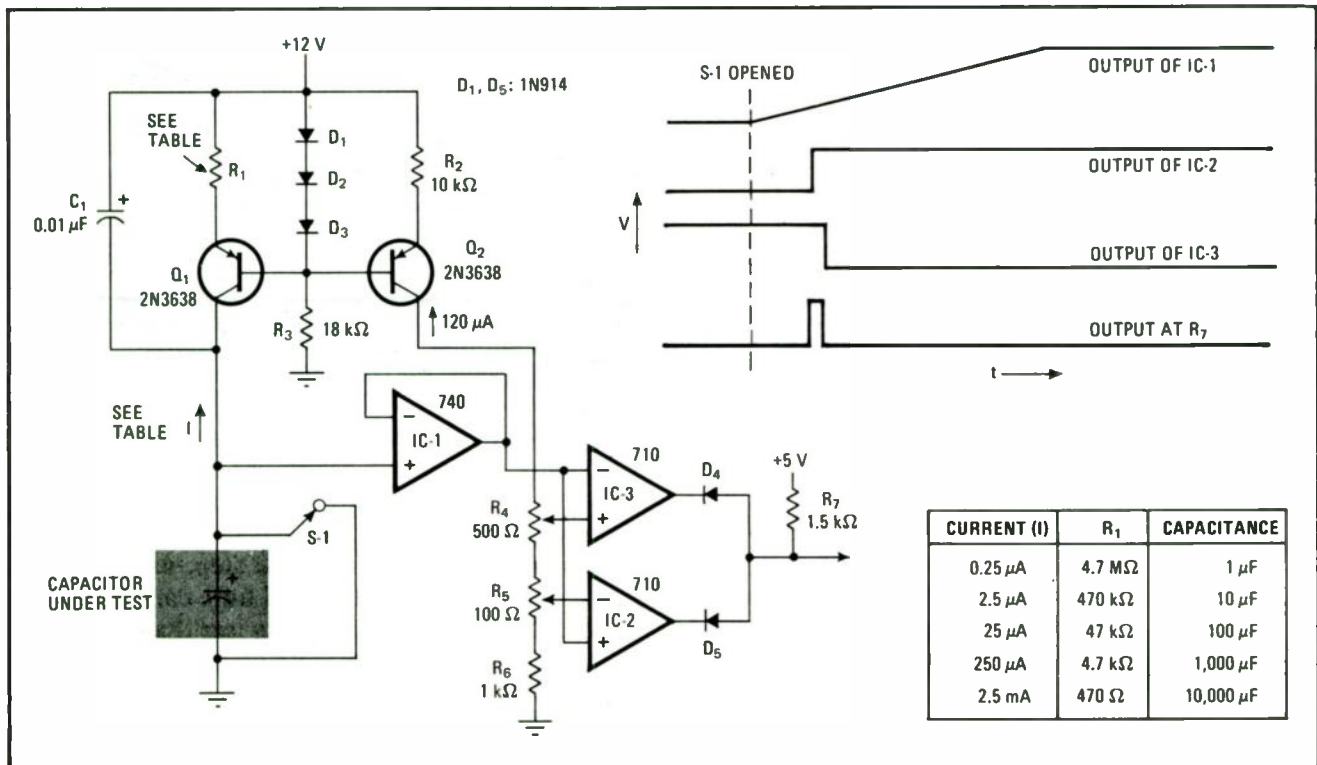 +12 V
D1, D5: 1N914
SEE
TABLE
R1
D1
D2
D3
R2
10 kΩ
C1
0.01 μF
+
Q1
2N3638
Q2
2N3638
R3
18 kΩ
120 μA
SEE
TABLE
I
740
IC-1
−
+
S-1
CAPACITOR
UNDER TEST
+
R4
500 Ω
R5
100 Ω
R6
1 kΩ
710
IC-3
−
+
710
IC-2
−
+
D4
D5
+5 V
R7
1.5 kΩ
S-1 OPENED
OUTPUT OF IC-1
OUTPUT OF IC-2
V
OUTPUT OF IC-3
OUTPUT AT R7
t
CURRENT (I) R1 CAPACITANCE
0.25 μA 4.7 MΩ 1 μF
2.5 μA 470 kΩ 10 μF
25 μA 47 kΩ 100 μF
250 μA 4.7 kΩ 1,000 μF
2.5 mA 470 Ω 10,000 μF